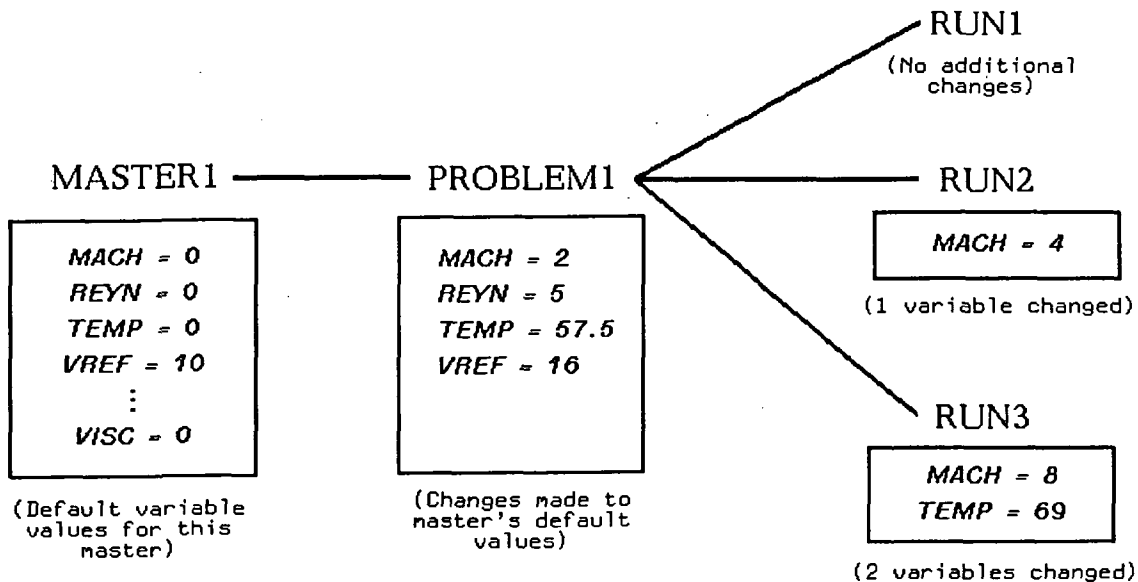 RUN1
(No additional
changes)
MASTER1
PROBLEM1
RUN2
MACH = 0
REYN = 0
TEMP = 0
VREF = 10
⋮
VISC = 0
(Default variable
values for this
master)
MACH = 2
REYN = 5
TEMP = 57.5
VREF = 16
(Changes made to
master's default
values)
MACH = 4
(1 variable changed)
RUN3
MACH = 8
TEMP = 69
(2 variables changed)